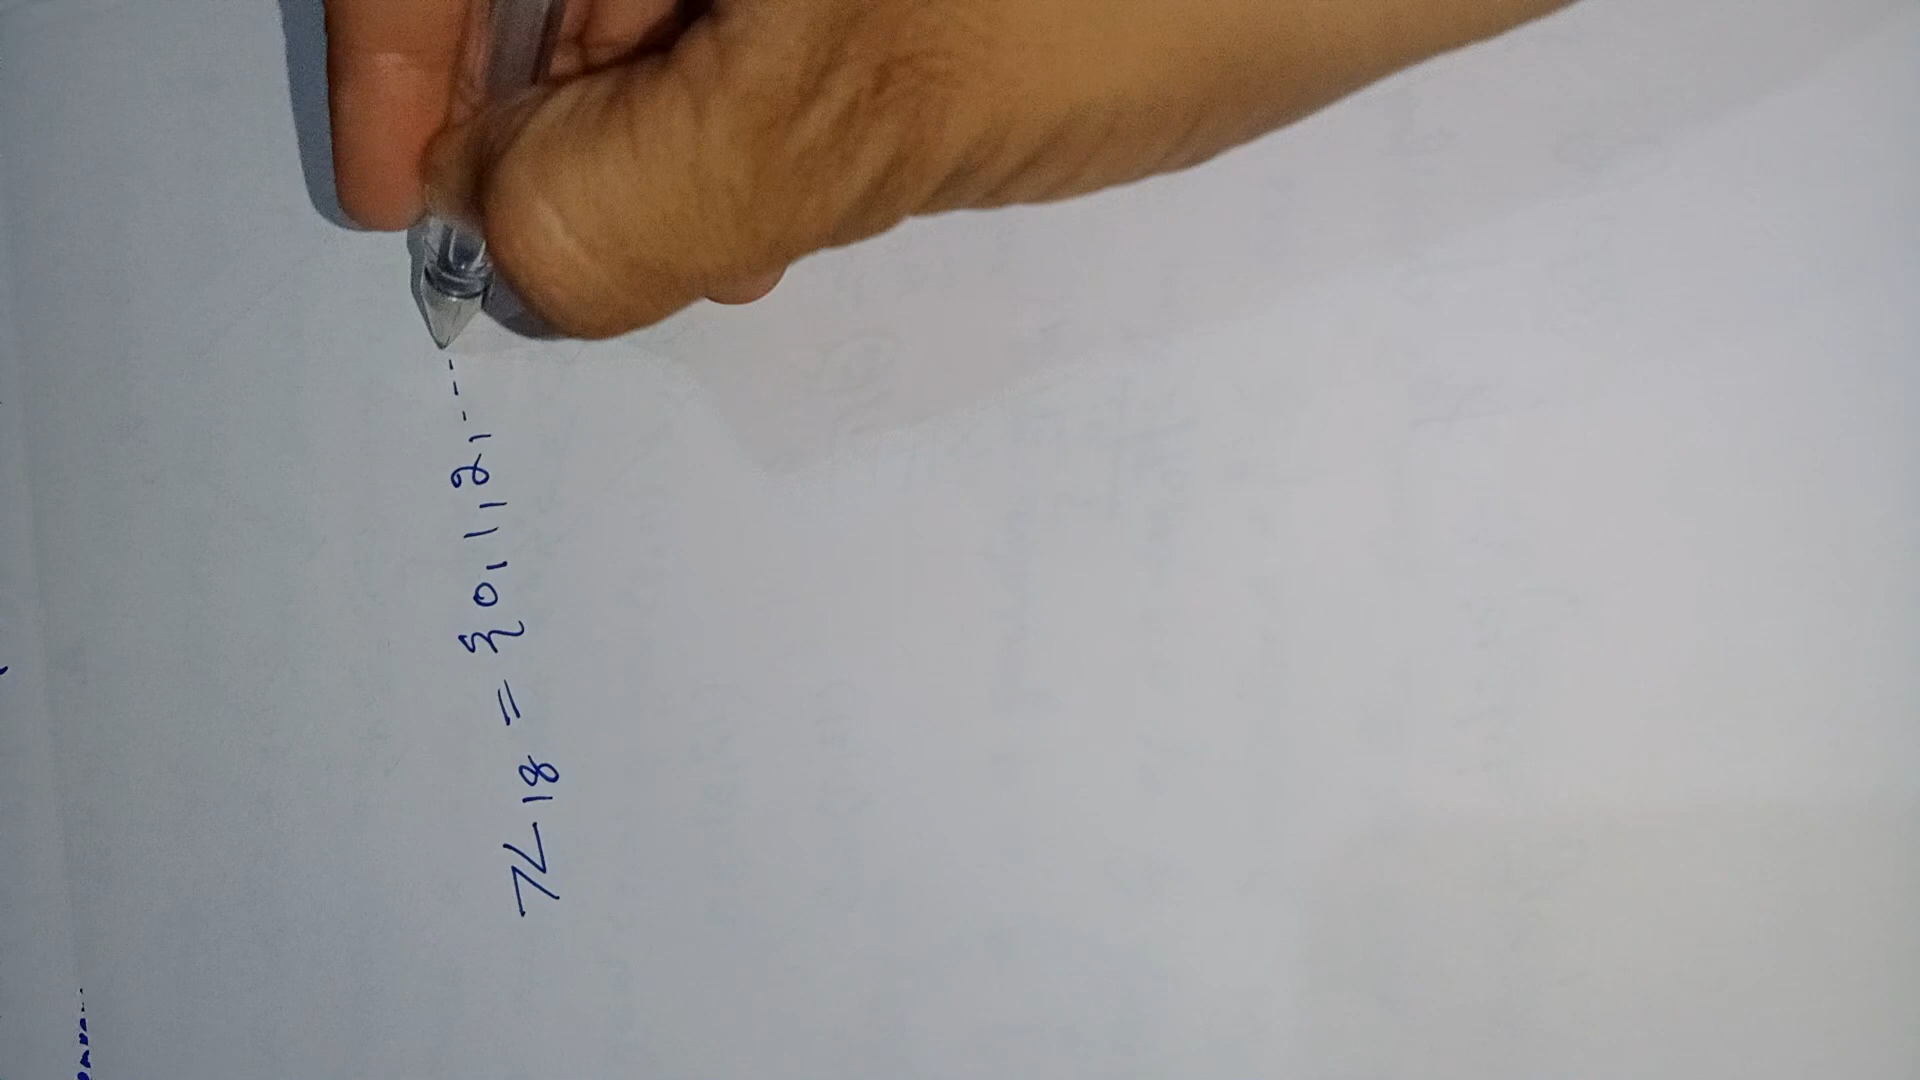 ℤ18 = {0,1,2,----